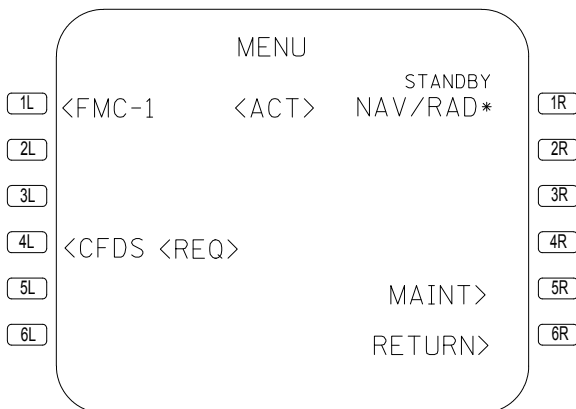 MENU
STANDBY
1L <FMC-1 <ACT> NAV/RAD* 1R
2L 2R
3L 3R
4L <CFDS <REQ> 4R
5L MAINT> 5R
6L RETURN> 6R